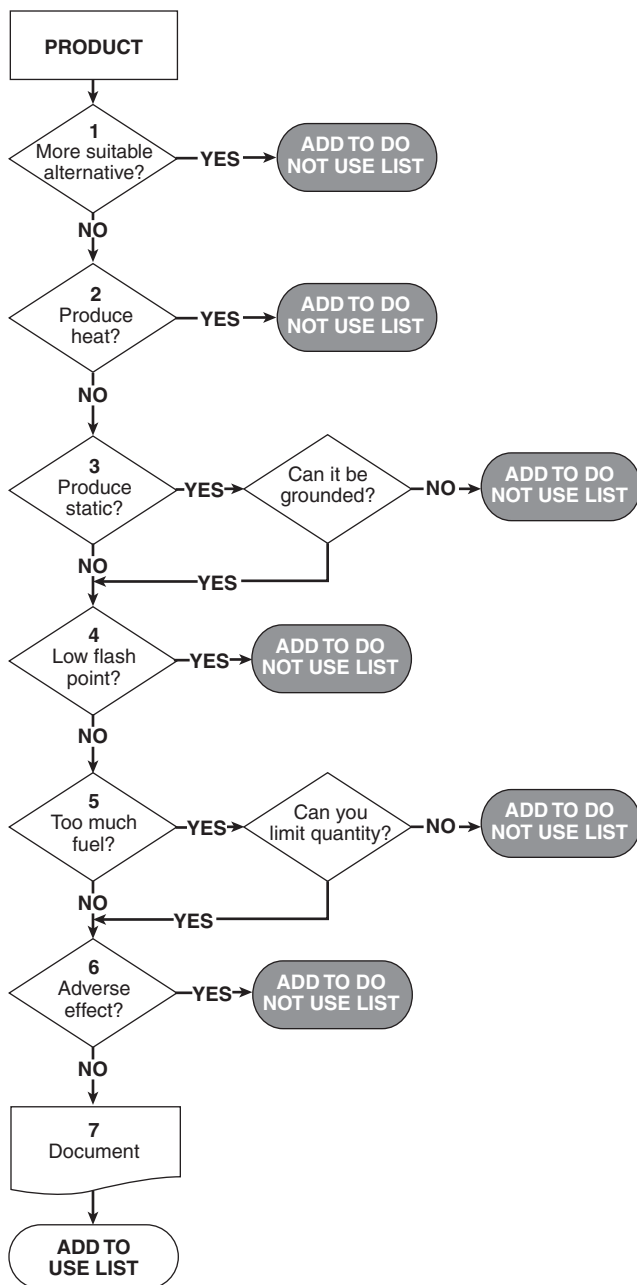 PRODUCT
1
More suitable
alternative?
YES
ADD TO DO
NOT USE LIST
NO
2
Produce
heat?
YES
ADD TO DO
NOT USE LIST
NO
3
Produce
static?
YES
Can it be
grounded?
NO
ADD TO DO
NOT USE LIST
NO
YES
4
Low flash
point?
YES
ADD TO DO
NOT USE LIST
NO
5
Too much
fuel?
YES
Can you
limit quantity?
NO
ADD TO DO
NOT USE LIST
NO
YES
6
Adverse
effect?
YES
ADD TO DO
NOT USE LIST
NO
7
Document
ADD TO
USE LIST